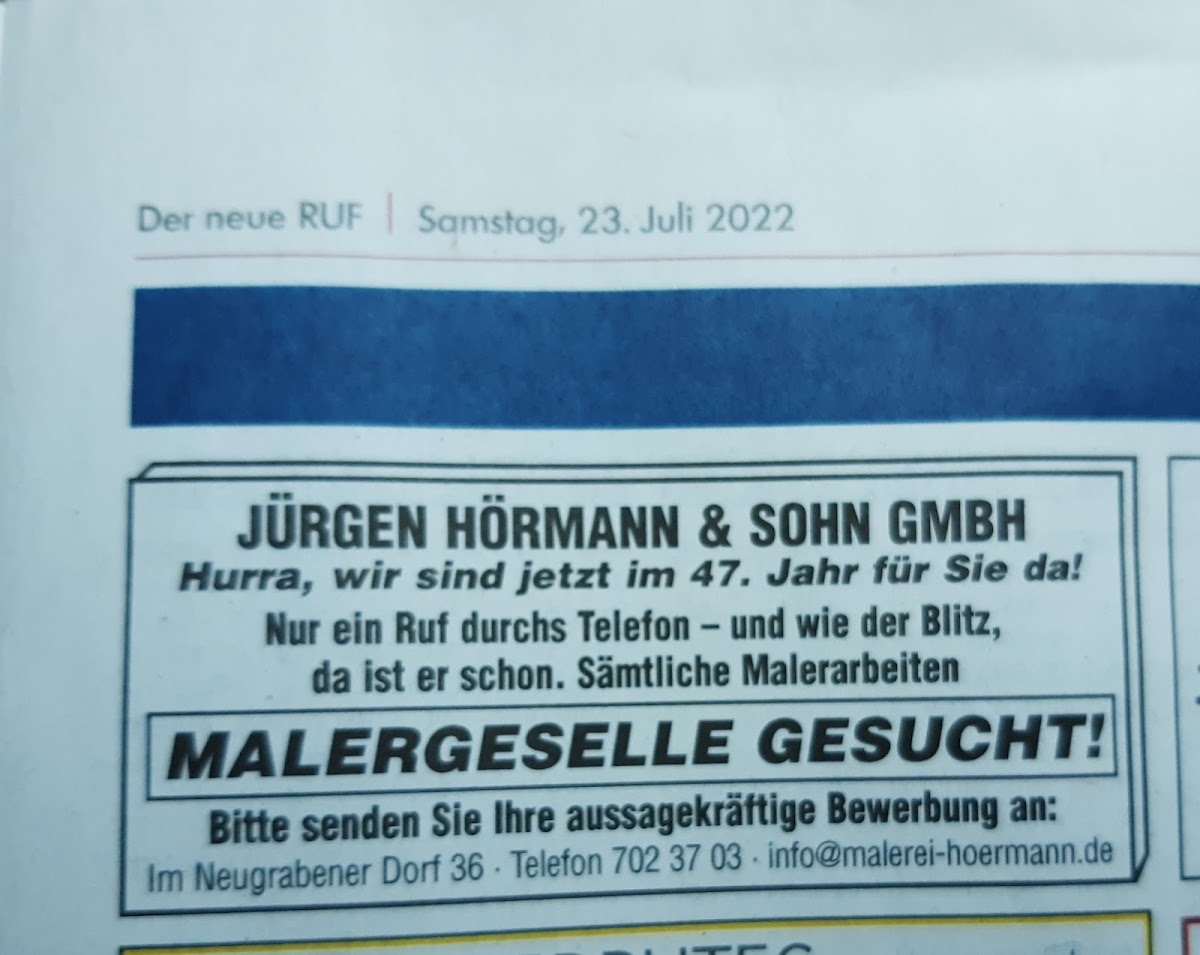 Der neue RUF | Samstag, 23. Juli 2022
JÜRGEN HÖRMANN & SOHN GMBH
Hurra, wir sind jetzt im 47. Jahr für Sie da!
Nur ein Ruf durchs Telefon – und wie der Blitz,
da ist er schon. Sämtliche Malerarbeiten
MALERGESELLE GESUCHT!
Bitte senden Sie Ihre aussagekräftige Bewerbung an:
Im Neugrabener Dorf 36 · Telefon 702 37 03 · info@malerei-hoermann.de